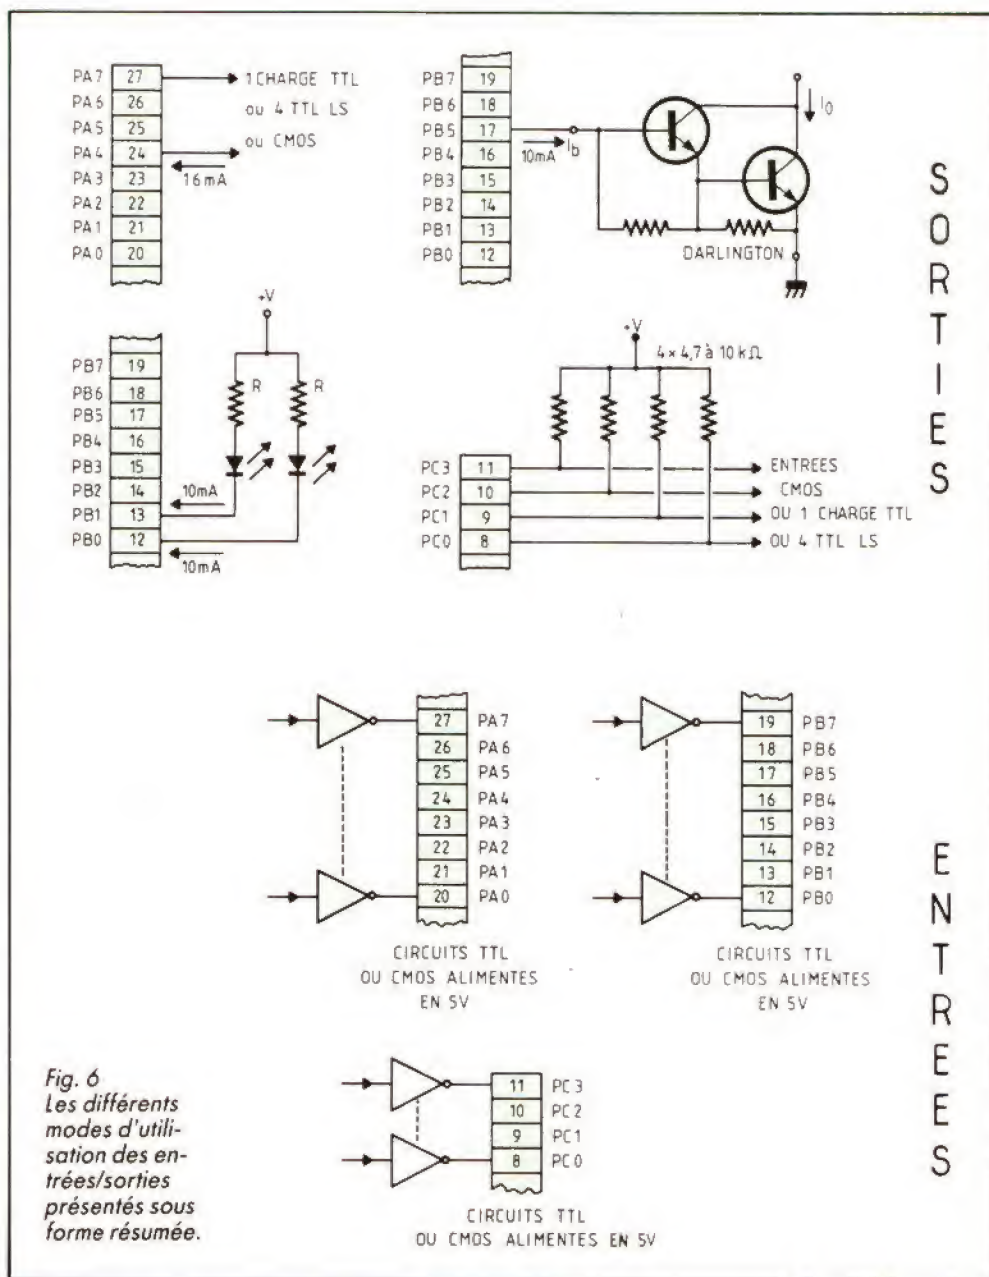 PA7 27
PA6 26
PA5 25
PA4 24
PA3 23
PA2 22
PA1 21
PA0 20
1 CHARGE TTL
OU 4 TTL LS
OU CMOS
1·6mA
PB7 19
PB6 18
PB5 17
PB4 16
PB3 15
PB2 14
PB1 13
PB0 12
10mA
Ib
I0
DARLINGTON
SORTIES
PB7 19
PB6 18
PB5 17
PB4 16
PB3 15
PB2 14
PB1 13
PB0 12
+V
R
R
10mA
10mA
+V
4 x 4,7 à 10 kΩ
PC3 11
PC2 10
PC1 9
PC0 8
ENTREES
CMOS
OU 1 CHARGE TTL
OU 4 TTL LS
27 PA7
26 PA6
25 PA5
24 PA4
23 PA3
22 PA2
21 PA1
20 PA0
CIRCUITS TTL
OU CMOS ALIMENTES
EN 5V
19 PB7
18 PB6
17 PB5
16 PB4
15 PB3
14 PB2
13 PB1
12 PB0
CIRCUITS TTL
OU CMOS ALIMENTES
EN 5V
ENTREES
11 PC3
10 PC2
9 PC1
8 PC0
CIRCUITS TTL
OU CMOS ALIMENTES EN 5V
Fig. 6
Les différents
modes d'utili-
sation des en-
trées/sorties
présentés sous
forme résumée.